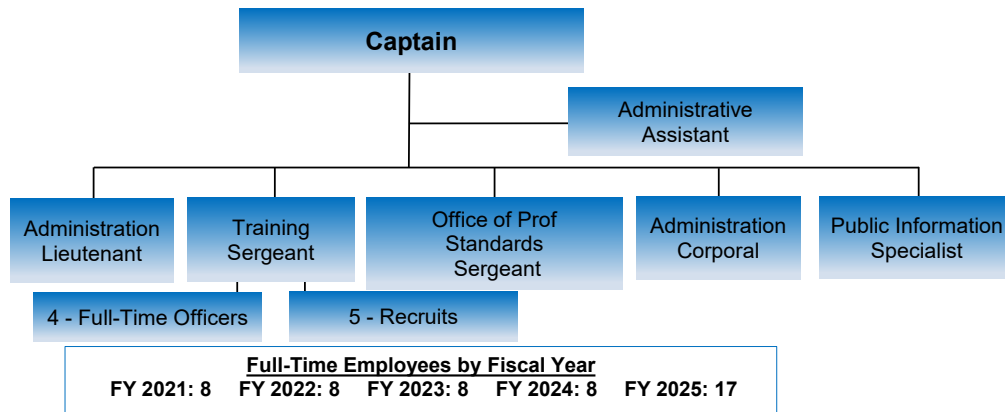 Captain
Administrative
Assistant
Administration
Lieutenant
Training
Sergeant
Office of Prof
Standards
Sergeant
Administration
Corporal
Public Information
Specialist
4 - Full-Time Officers
5 - Recruits
Full-Time Employees by Fiscal Year
FY 2021: 8 FY 2022: 8 FY 2023: 8 FY 2024: 8 FY 2025: 17